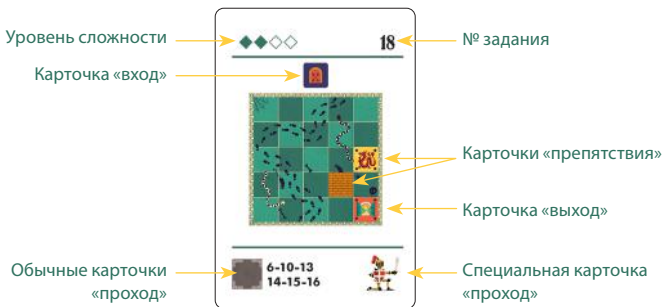 Уровень сложности
18
№ задания
Карточка «вход»
Карточки «препятствия»
Карточка «выход»
Обычные карточки
«проход»
6-10-13
14-15-16
Специальная карточка
«проход»